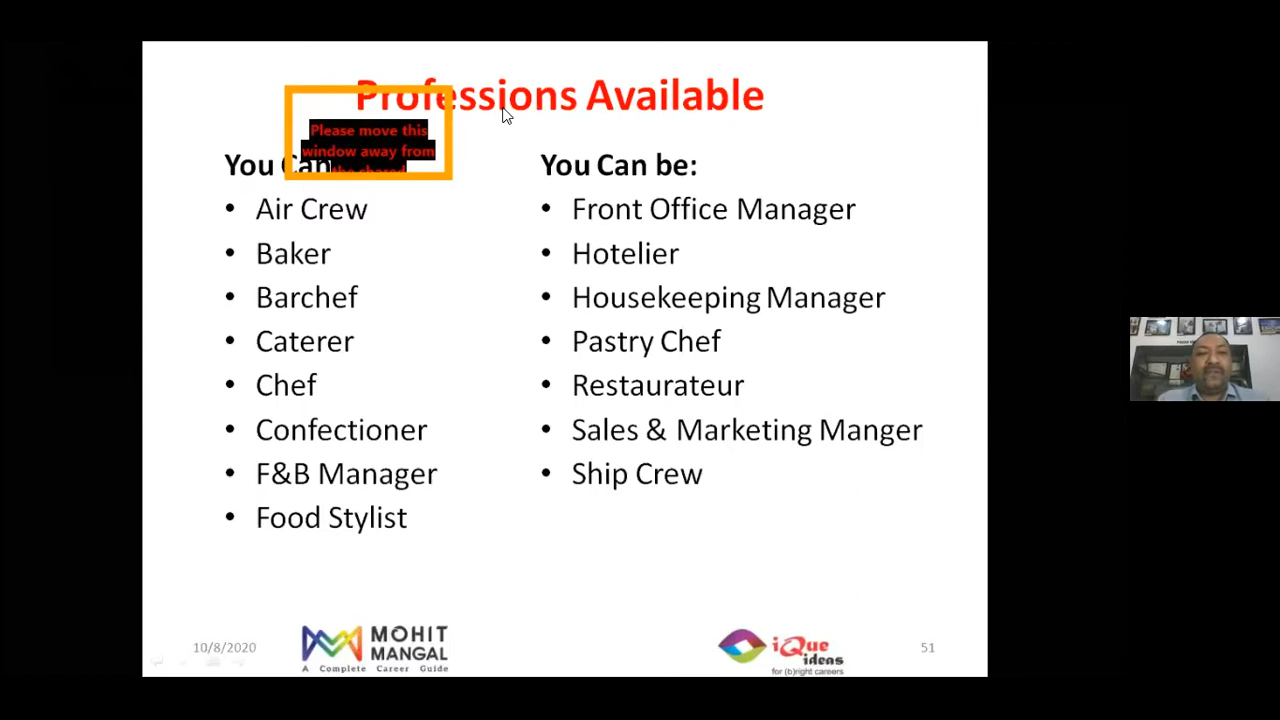 Professions Available
Please move this
window away from
the shared
You Can
Air Crew
Baker
Barchef
Caterer
Chef
Confectioner
F&B Manager
Food Stylist
You Can be:
Front Office Manager
Hotelier
Housekeeping Manager
Pastry Chef
Restaurateur
Sales & Marketing Manger
Ship Crew
10/8/2020
MOHIT
MANGAL
A Complete Career Guide
iQue
ideas
for (b)right careers
51